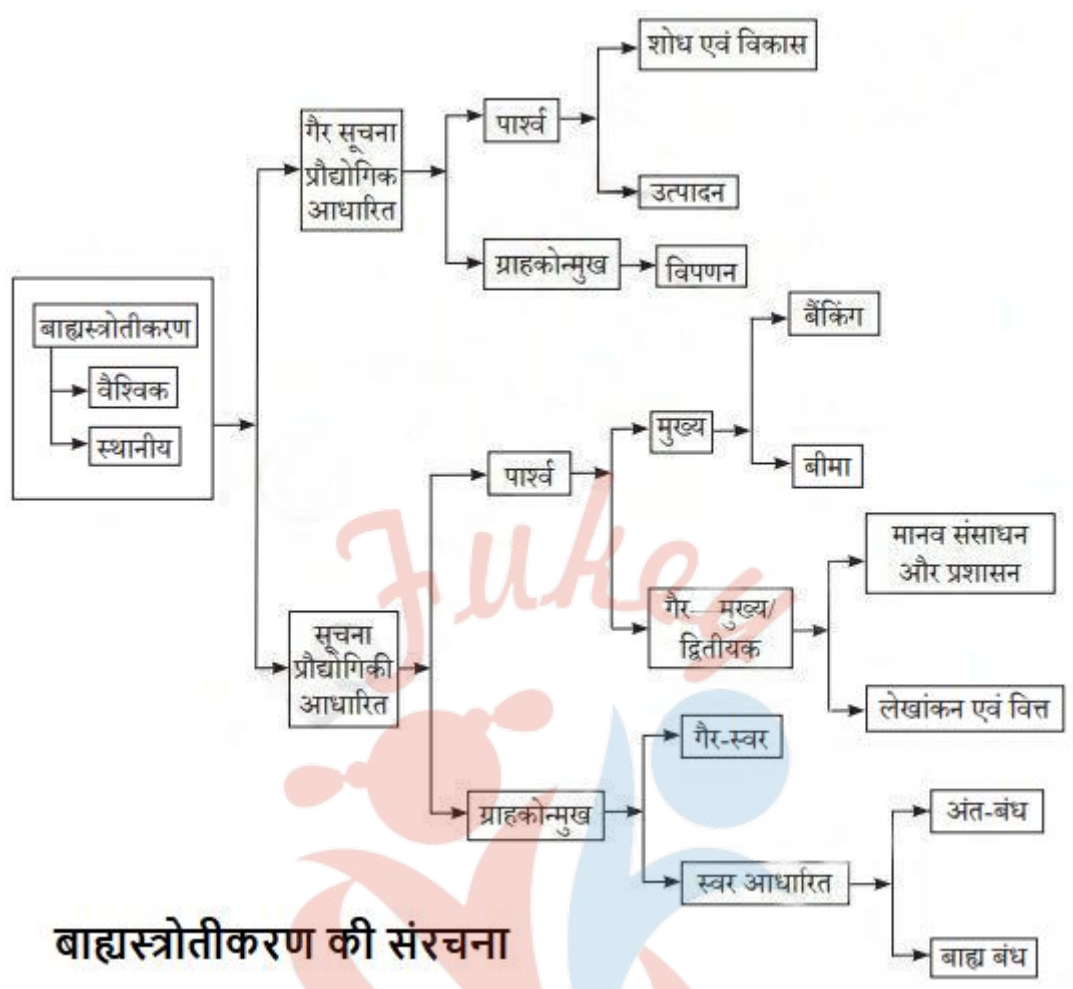 शोध एवं विकास
पार्श्व
गैर सूचना
प्रौद्योगिक
आधारित
उत्पादन
ग्राहकोन्मुख
विपणन
बाह्यस्त्रोतीकरण
वैश्विक
स्थानीय
बैंकिंग
मुख्य
बीमा
पार्श्व
मानव संसाधन
और प्रशासन
गैर—मुख्य/
द्वितीयक
सूचना
प्रौद्योगिकी
आधारित
लेखांकन एवं वित्त
गैर-स्वर
ग्राहकोन्मुख
अंत-बंध
स्वर आधारित
बाह्य बंध
बाह्यस्त्रोतीकरण की संरचना
Jukey